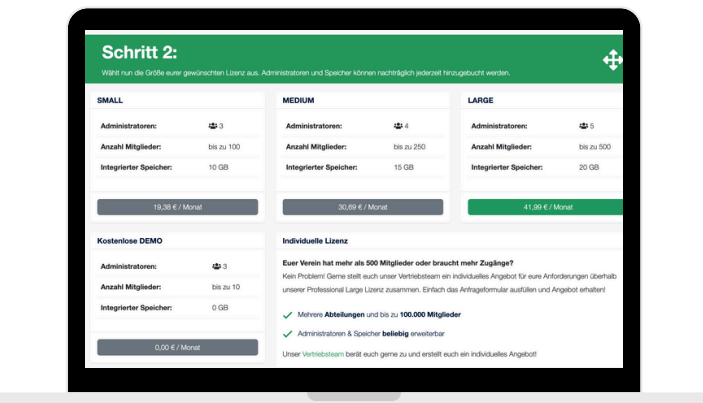 Schritt 2:
Wählt nun die Größe eurer gewünschten Lizenz aus. Administratoren und Speicher können nachträglich jederzeit hinzugebucht werden.
SMALL
Administratoren: 3
Anzahl Mitglieder: bis zu 100
Integrierter Speicher: 10 GB
19,38 € / Monat
MEDIUM
Administratoren: 4
Anzahl Mitglieder: bis zu 250
Integrierter Speicher: 15 GB
30,69 € / Monat
LARGE
Administratoren: 5
Anzahl Mitglieder: bis zu 500
Integrierter Speicher: 20 GB
41,99 € / Monat
Kostenlose DEMO
Administratoren: 3
Anzahl Mitglieder: bis zu 10
Integrierter Speicher: 0 GB
0,00 € / Monat
Individuelle Lizenz
Euer Verein hat mehr als 500 Mitglieder oder braucht mehr Zugänge?
Kein Problem! Gerne stellt euch unser Vertriebsteam ein individuelles Angebot für eure Anforderungen überhalb
unserer Professional Large Lizenz zusammen. Einfach das Anfrageformular ausfüllen und Angebot erhalten!
Mehrere Abteilungen und bis zu 100.000 Mitglieder
Administratoren & Speicher beliebig erweiterbar
Unser Vertriebsteam berät euch gerne zu und erstellt euch ein individuelles Angebot!